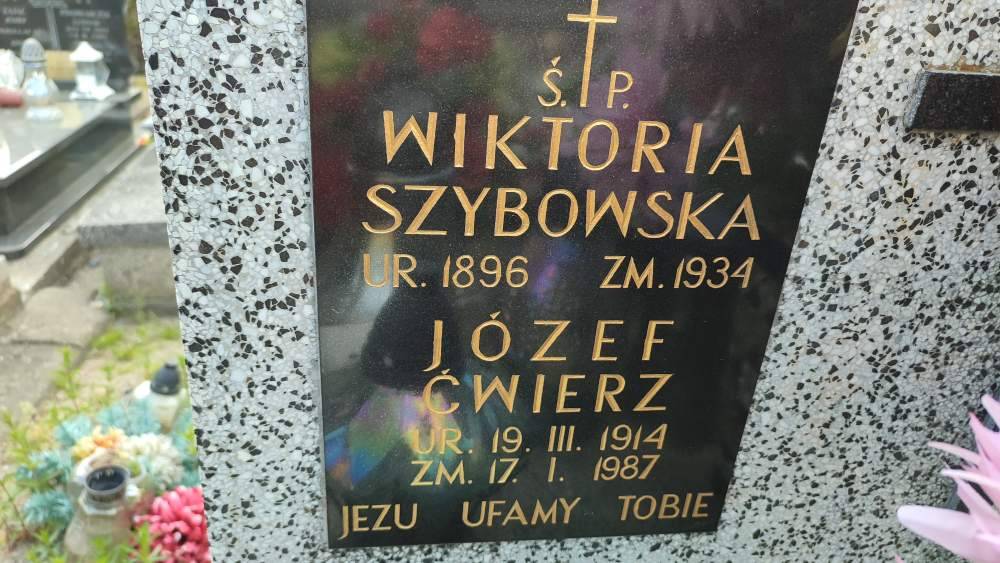 Ś. P.
WIKTORIA
SZYBOWSKA
UR. 1896 ZM. 1934
JÓZEF
ĆWIERZ
UR. 19. III. 1914
ZM. 17. I. 1987
JEZU UFAMY TOBIE